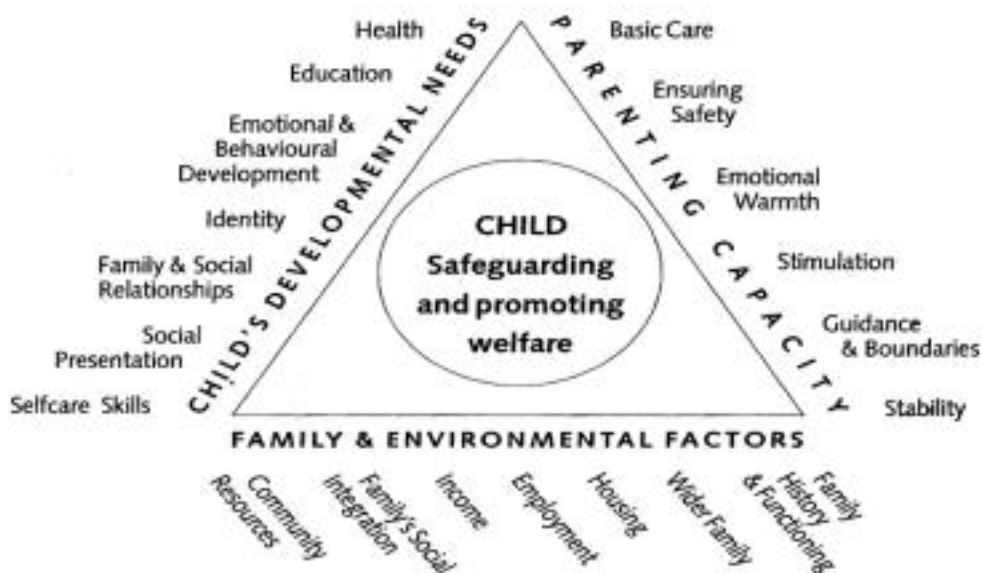 Health
Education
Emotional &
Behavioural
Development
Identity
Family & Social
Relationships
Social
Presentation
Selfcare Skills
CHILD'S DEVELOPMENTAL NEEDS
CHILD
Safeguarding
and promoting
welfare
PARENTING CAPACITY
Basic Care
Ensuring
Safety
Emotional
Warmth
Stimulation
Guidance
& Boundaries
Stability
FAMILY & ENVIRONMENTAL FACTORS
Community
Resources
Family's Social
Integration
Income
Employment
Housing
Wider Family
Family
History
& Functioning